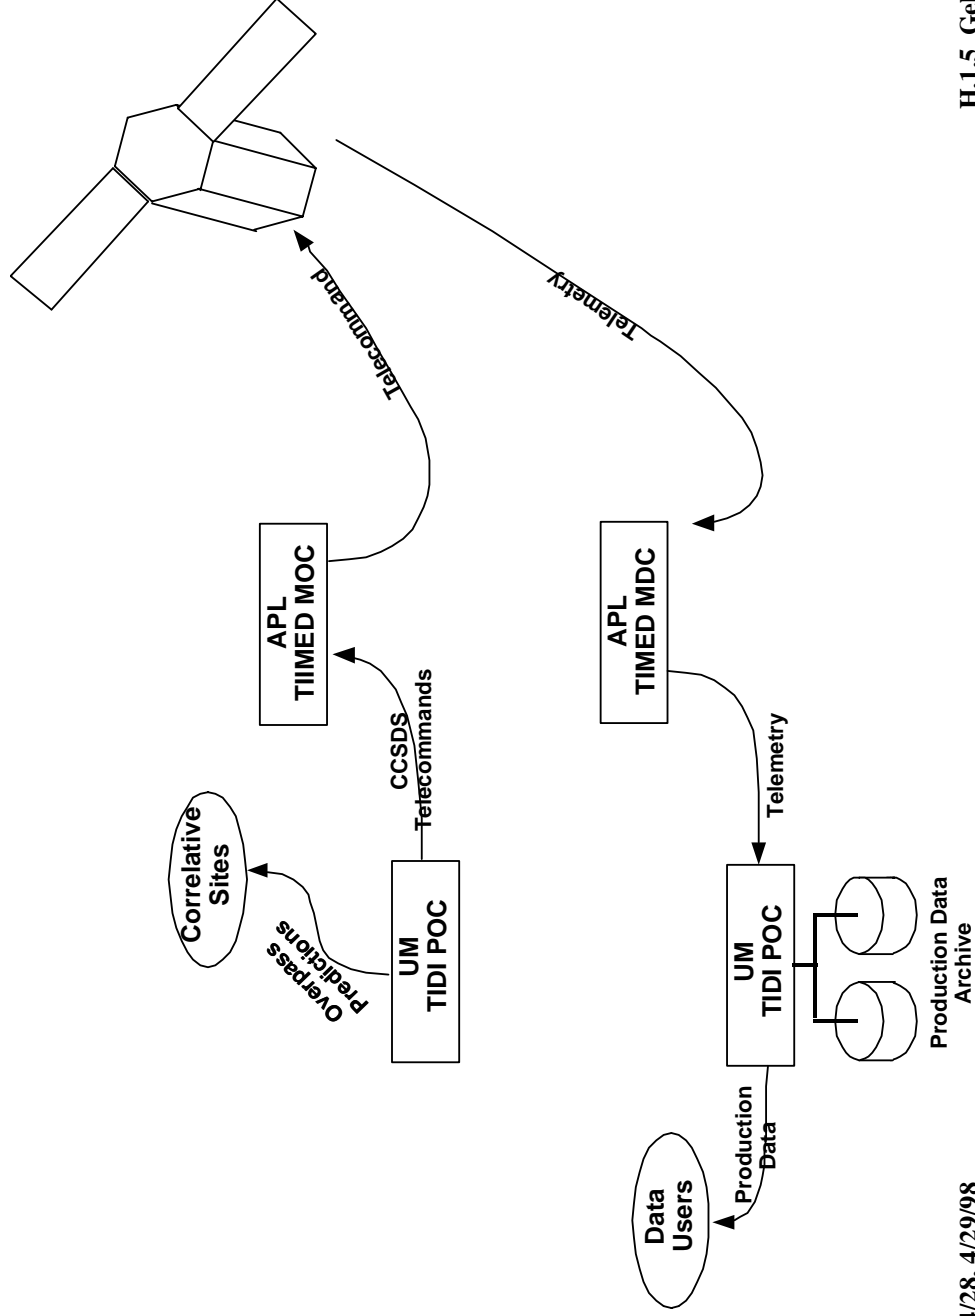 Correlative
Sites
Overpass
Predictions
UM
TIDI POC
CCSDS
Telecommands
APL
TIIMED MOC
Telecommand
Telemetry
APL
TIMED MDC
Telemetry
UM
TIDI POC
Production Data
Archive
Production
Data
Data
Users
4/29/98
H.1.5